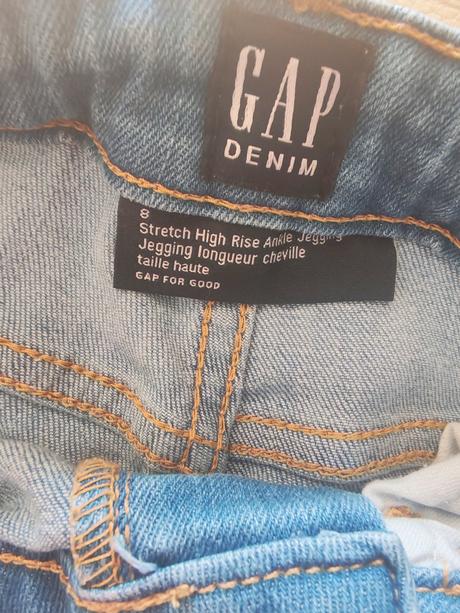 GAP
DENIM
8
Stretch High Rise Ankle Jegging
Jegging longueur cheville
taille haute
GAP FOR GOOD